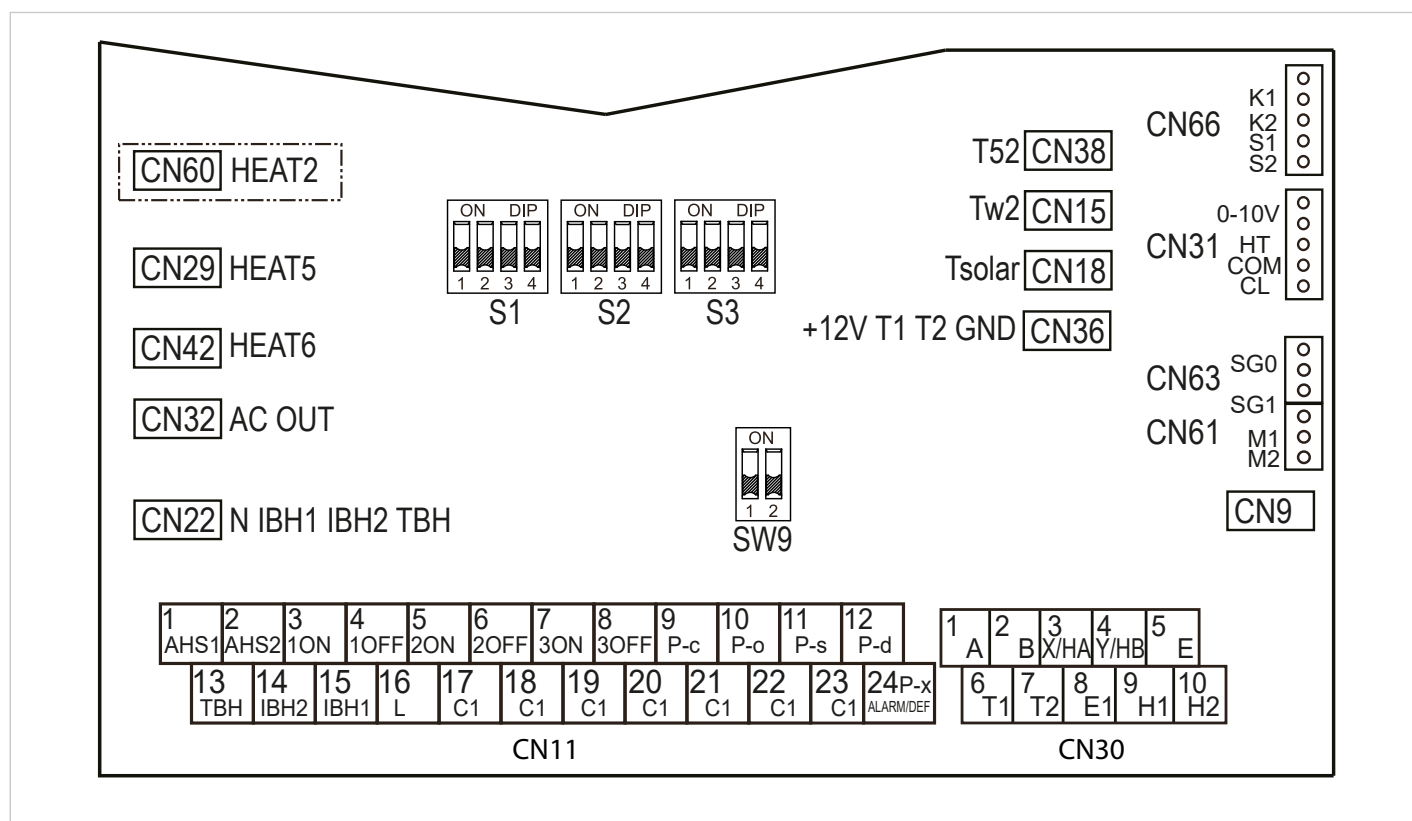 CN60 HEAT2
CN29 HEAT5
CN42 HEAT6
CN32 AC OUT
CN22 N IBH1 IBH2 TBH
ON DIP
1 2 3 4
S1
ON DIP
1 2 3 4
S2
ON DIP
1 2 3 4
S3
ON
1 2
SW9
T52 CN38
Tw2 CN15
Tsolar CN18
+12V T1 T2 GND CN36
CN66
K1
K2
S1
S2
CN31
0-10V
HT
COM
CL
CN63
SG0
SG1
CN61
M1
M2
CN9
1 2 3 4 5 6 7 8 9 10 11 12
AHS1 AHS2 1ON 1OFF 2ON 2OFF 3ON 3OFF P-c P-o P-s P-d
13 14 15 16 17 18 19 20 21 22 23 24 P-x
TBH IBH2 IBH1 L C1 C1 C1 C1 C1 C1 C1 ALARM/DEF
CN11
1 2 3 4 5
A B X/HA Y/HB E
6 7 8 9 10
T1 T2 E1 H1 H2
CN30